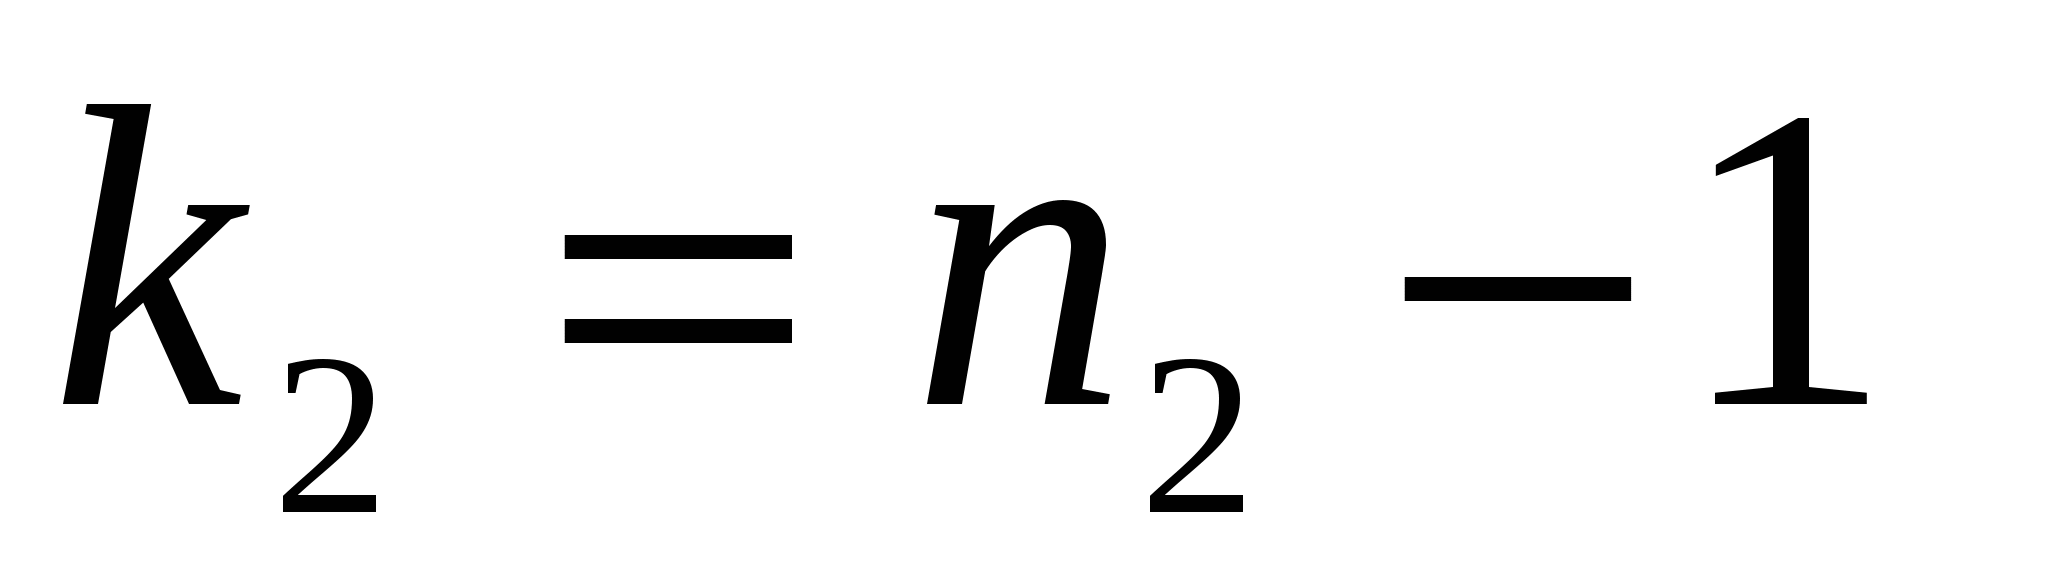 k₂ = n₂ − 1